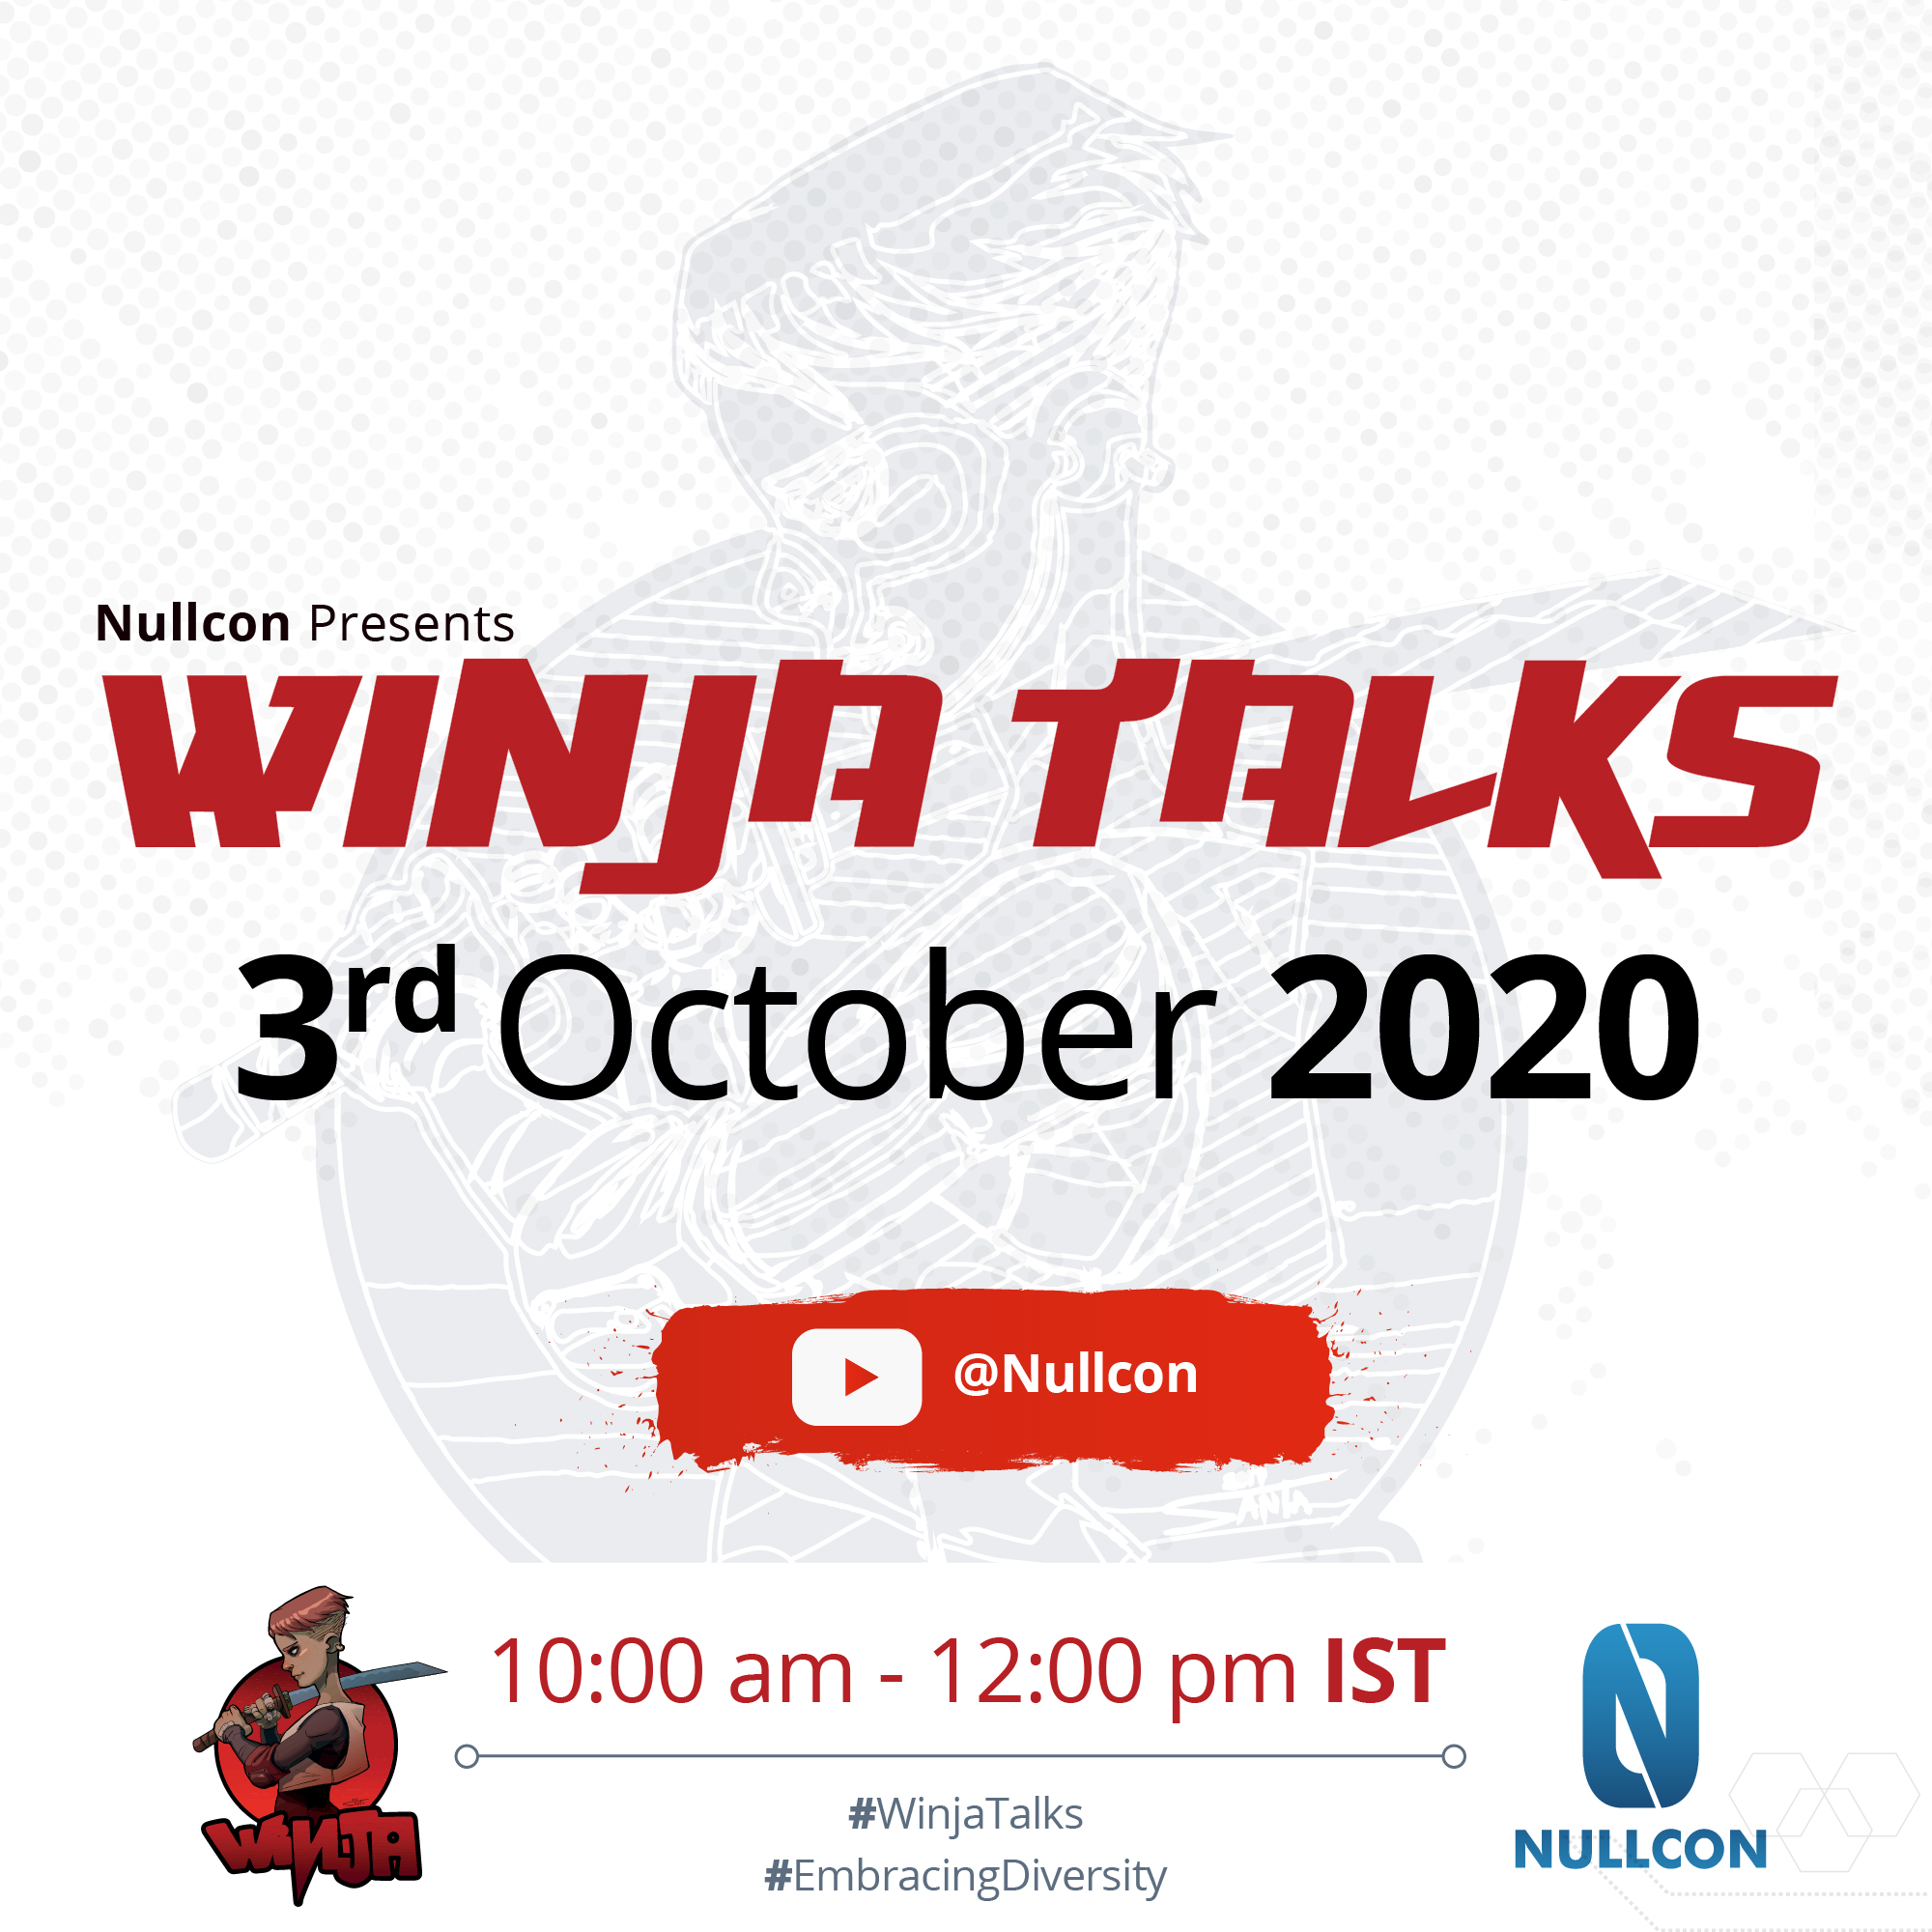 Nullcon Presents
WINJA TALKS
3rd October 2020
@Nullcon
10:00 am - 12:00 pm IST
#WinjaTalks
#EmbracingDiversity
WINJA
NULLCON